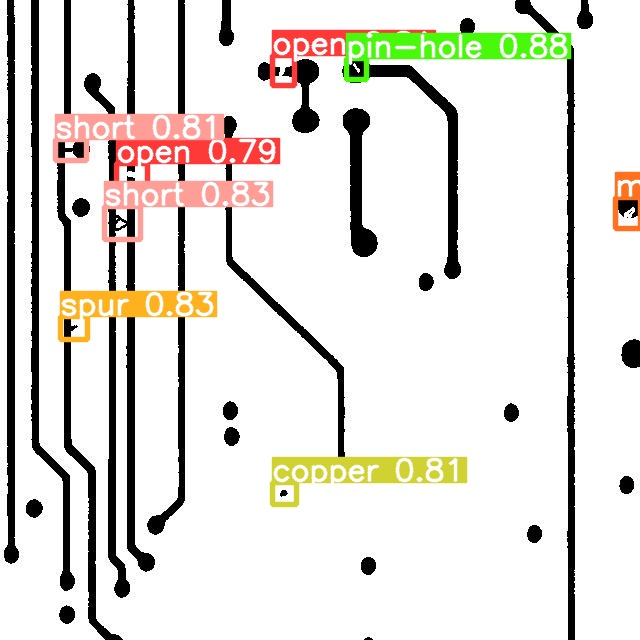 open
pin-hole 0.88
short 0.81
open 0.79
short 0.83
m
spur 0.83
copper 0.81